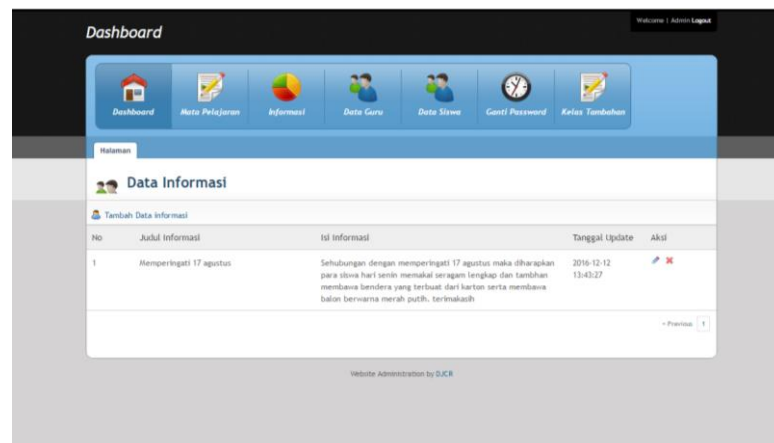 Welcome | Admin Logout
Dashboard
Dashboard Mata Pelajaran Informasi Data Guru Data Siswa Ganti Password Kelas Tambahan
Halaman
Data Informasi
Tambah Data informasi
No Judul Informasi Isi Informasi Tanggal Update Aksi
1 Memperingati 17 agustus Sehubungan dengan memperingati 17 agustus maka diharapkan 2016-12-12
para siswa hari senin memakai seragam lengkap dan tambhan 13:43:27
membawa bendera yang terbuat dari karton serta membawa
balon berwarna merah putih. terimakasih
« Previous 1
Website Administration by DJCR